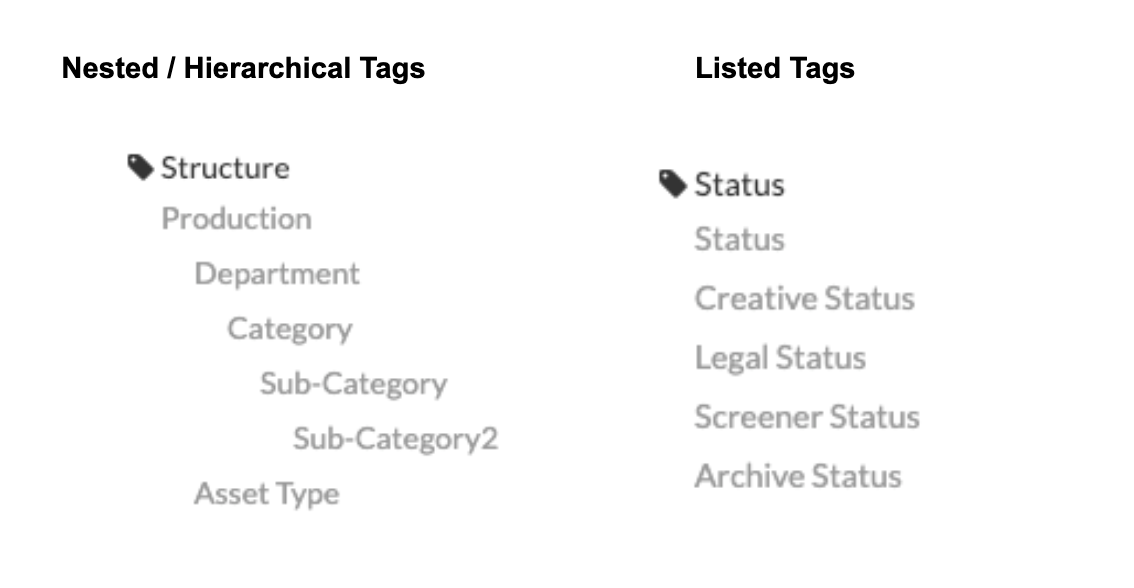 Nested / Hierarchical Tags
Structure
Production
Department
Category
Sub-Category
Sub-Category2
Asset Type
Listed Tags
Status
Status
Creative Status
Legal Status
Screener Status
Archive Status